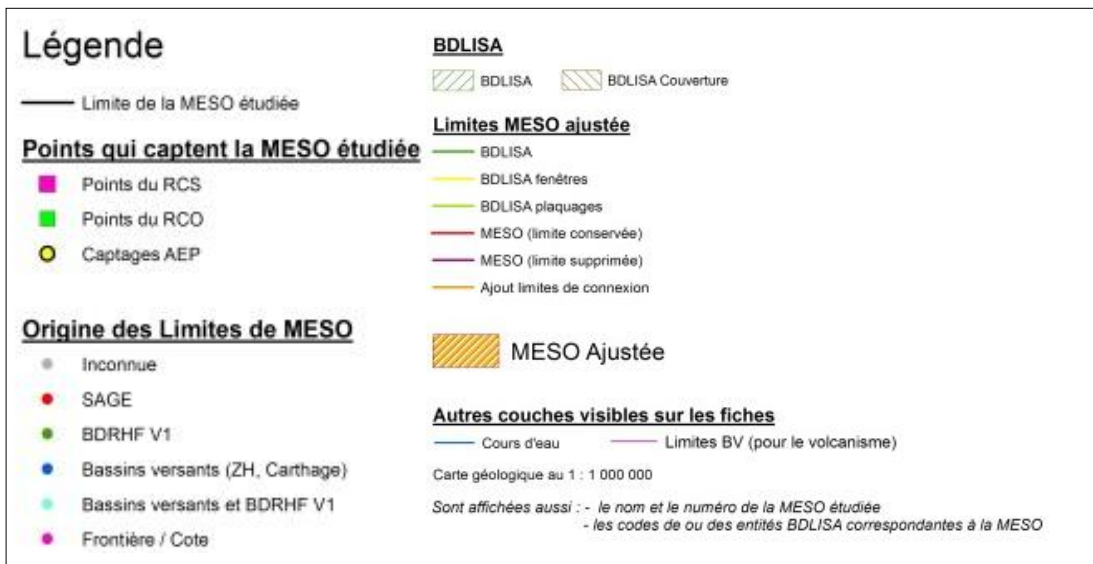 Légende
Limite de la MESO étudiée
Points qui captent la MESO étudiée
Points du RCS
Points du RCO
Captages AEP
Origine des Limites de MESO
Inconnue
SAGE
BDRHF V1
Bassins versants (ZH, Carthage)
Bassins versants et BDRHF V1
Frontière / Cote
BDLISA
BDLISA BDLISA Couverture
Limites MESO ajustée
BDLISA
BDLISA fenêtres
BDLISA plaquages
MESO (limite conservée)
MESO (limite supprimée)
Ajout limites de connexion
MESO Ajustée
Autres couches visibles sur les fiches
Cours d'eau Limites BV (pour le volcanisme)
Carte géologique au 1 : 1 000 000
Sont affichées aussi : - le nom et le numéro de la MESO étudiée
- les codes de ou des entités BDLISA correspondantes à la MESO